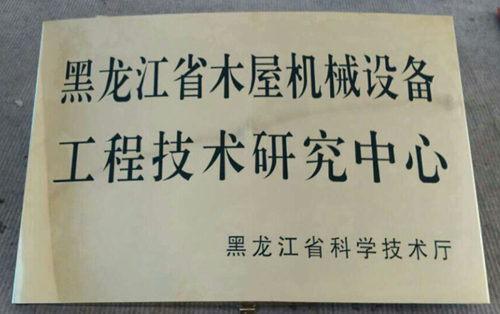 黑龙江省木屋机械设备
工程技术研究中心
黑龙江省科学技术厅